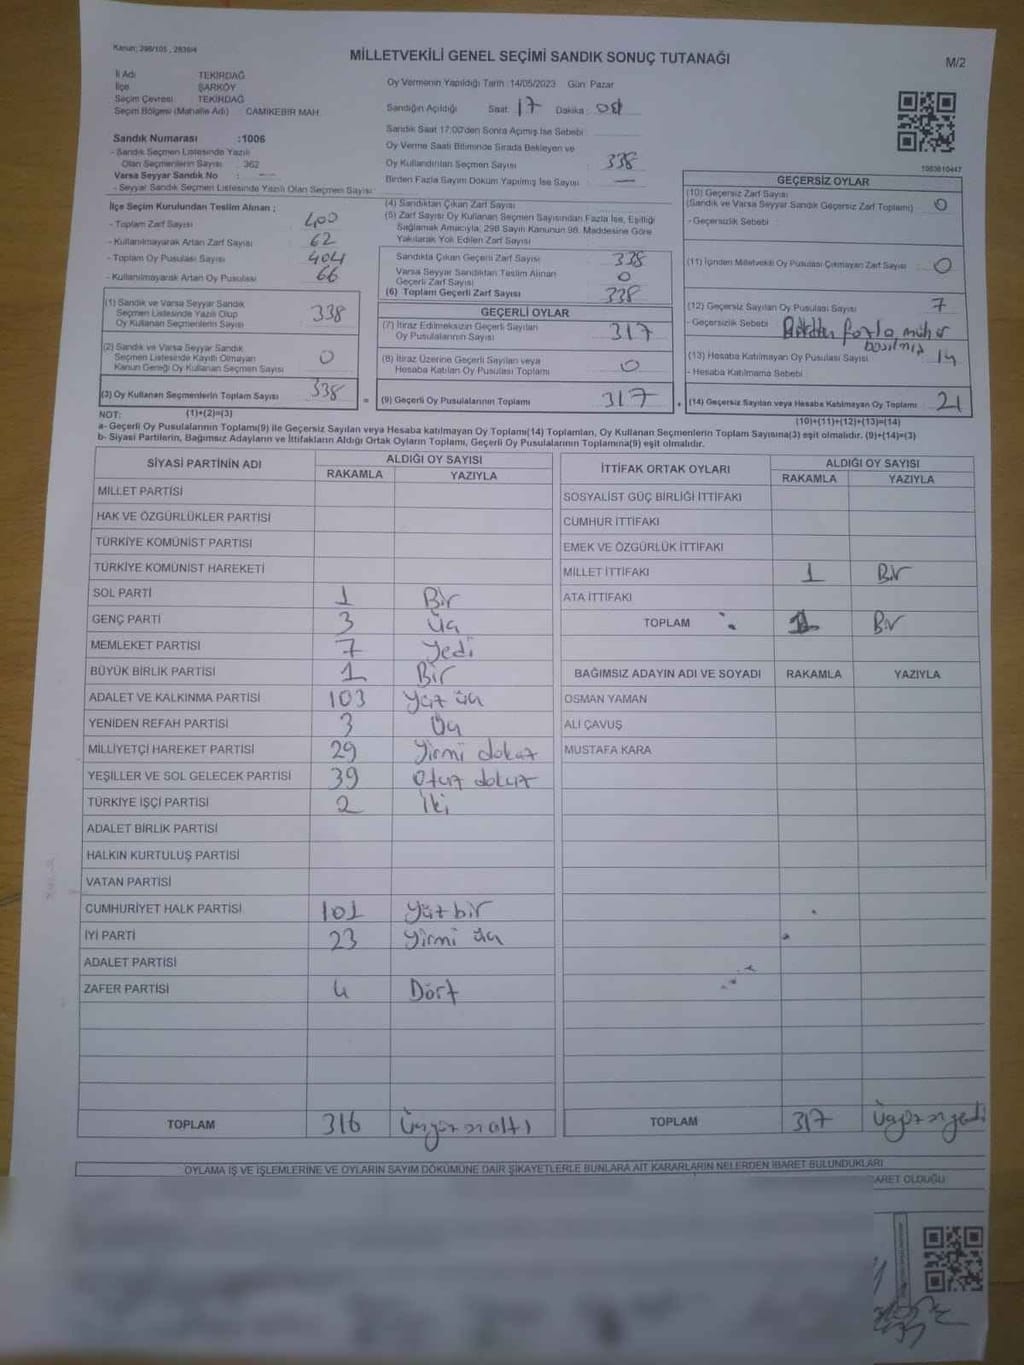 Kanun: 298/105 , 2839/4
MİLLETVEKİLİ GENEL SEÇİMİ SANDIK SONUÇ TUTANAĞI
M/2
İl Adı TEKİRDAĞ
İlçe ŞARKÖY
Seçim Çevresi TEKİRDAĞ
Seçim Bölgesi (Mahalle Adı) CAMİKEBİR MAH.
Sandık Numarası :1006
- Sandık Seçmen Listesinde Yazılı
Olan Seçmenlerin Sayısı : 362
Varsa Seyyar Sandık No : —
- Seyyar Sandık Seçmen Listesinde Yazılı Olan Seçmen Sayısı:
Oy Vermenin Yapıldığı Tarih :14/05/2023 Gün: Pazar
Sandığın Açıldığı Saat: 17 Dakika:
Sandık Saat 17:00'den Sonra Açılmış İse Sebebi
Oy Verme Saati Bitiminde Sırada Bekleyen ve
Oy Kullandırılan Seçmen Sayısı 338
Birden Fazla Sayım Döküm Yapılmış İse Sayısı —
1083610447
İlçe Seçim Kurulundan Teslim Alınan ;
- Toplam Zarf Sayısı : 400
- Kullanılmayarak Artan Zarf Sayısı : 62
- Toplam Oy Pusulası Sayısı : 404
- Kullanılmayarak Artan Oy Pusulası : 66
(1) Sandık ve Varsa Seyyar Sandık
Seçmen Listesinde Yazılı Olup
Oy Kullanan Seçmenlerin Sayısı 338
(2) Sandık ve Varsa Seyyar Sandık
Seçmen Listesinde Kayıtlı Olmayan
Kanun Gereği Oy Kullanan Seçmen Sayısı : 0
(3) Oy Kullanan Seçmenlerin Toplam Sayısı 338
(4) Sandıktan Çıkan Zarf Sayısı
(5) Zarf Sayısı Oy Kullanan Seçmen Sayısından Fazla İse, Eşitliği
Sağlamak Amacıyla, 298 Sayılı Kanunun 98. Maddesine Göre
Yakılarak Yok Edilen Zarf Sayısı
Sandıkta Çıkan Geçerli Zarf Sayısı 338
Varsa Seyyar Sandıktan Teslim Alınan
Geçerli Zarf Sayısı 0
(6) Toplam Geçerli Zarf Sayısı 338
GEÇERLİ OYLAR
(7) İtiraz Edilmeksizin Geçerli Sayılan
Oy Pusulalarının Sayısı 317
(8) İtiraz Üzerine Geçerli Sayılan veya
Hesaba Katılan Oy Pusulası Toplamı 0
= (9) Geçerli Oy Pusulalarının Toplamı 317
GEÇERSİZ OYLAR
(10) Geçersiz Zarf Sayısı
(Sandık ve Varsa Seyyar Sandık Geçersiz Zarf Toplamı) 0
- Geçersizlik Sebebi :
(11) İçinden Milletvekili Oy Pusulası Çıkmayan Zarf Sayısı 0
(12) Geçersiz Sayılan Oy Pusulası Sayısı 7
- Geçersizlik Sebebi Birden fazla mühür
basılmış
(13) Hesaba Katılmayan Oy Pusulası Sayısı 14
- Hesaba Katılmama Sebebi
+ (14) Geçersiz Sayılan veya Hesaba Katılmayan Oy Toplamı 21
NOT: (1)+(2)=(3)
(10)+(11)+(12)+(13)=(14)
a- Geçerli Oy Pusulalarının Toplamı(9) ile Geçersiz Sayılan veya Hesaba katılmayan Oy Toplamı(14) Toplamları, Oy Kullanan Seçmenlerin Toplam Sayısına(3) eşit olmalıdır. (9)+(14)=(3)
b- Siyasi Partilerin, Bağımsız Adayların ve İttifakların Aldığı Ortak Oyların Toplamı, Geçerli Oy Pusulalarının Toplamına(9) eşit olmalıdır.
SİYASİ PARTİNİN ADI ALDIĞI OY SAYISI
RAKAMLA YAZIYLA
MİLLET PARTİSİ
HAK VE ÖZGÜRLÜKLER PARTİSİ
TÜRKİYE KOMÜNİST PARTİSİ
TÜRKİYE KOMÜNİST HAREKETİ
SOL PARTİ 1 Bir
GENÇ PARTİ 3 Üç
MEMLEKET PARTİSİ 7 Yedi
BÜYÜK BİRLİK PARTİSİ 1 Bir
ADALET VE KALKINMA PARTİSİ 103 Yüz üç
YENİDEN REFAH PARTİSİ 3 Üç
MİLLİYETÇİ HAREKET PARTİSİ 29 Yirmi dokuz
YEŞİLLER VE SOL GELECEK PARTİSİ 39 Otuz dokuz
TÜRKİYE İŞÇİ PARTİSİ 2 İki
ADALET BİRLİK PARTİSİ
HALKIN KURTULUŞ PARTİSİ
VATAN PARTİSİ
CUMHURİYET HALK PARTİSİ 101 Yüz bir
İYİ PARTİ 23 Yirmi üç
ADALET PARTİSİ
ZAFER PARTİSİ 4 Dört
TOPLAM 316 Üçyüz onaltı
İTTİFAK ORTAK OYLARI ALDIĞI OY SAYISI
RAKAMLA YAZIYLA
SOSYALİST GÜÇ BİRLİĞİ İTTİFAKI
CUMHUR İTTİFAKI
EMEK VE ÖZGÜRLÜK İTTİFAKI
MİLLET İTTİFAKI 1 Bir
ATA İTTİFAKI
TOPLAM 1 Bir
BAĞIMSIZ ADAYIN ADI VE SOYADI RAKAMLA YAZIYLA
OSMAN YAMAN
ALİ ÇAVUŞ
MUSTAFA KARA
TOPLAM 317 Üçyüz onyedi
OYLAMA İŞ VE İŞLEMLERİNE VE OYLARIN SAYIM DÖKÜMÜNE DAİR ŞİKAYETLERLE BUNLARA AİT KARARLARIN NELERDEN İBARET BULUNDUKLARI
ARET OLDUĞU